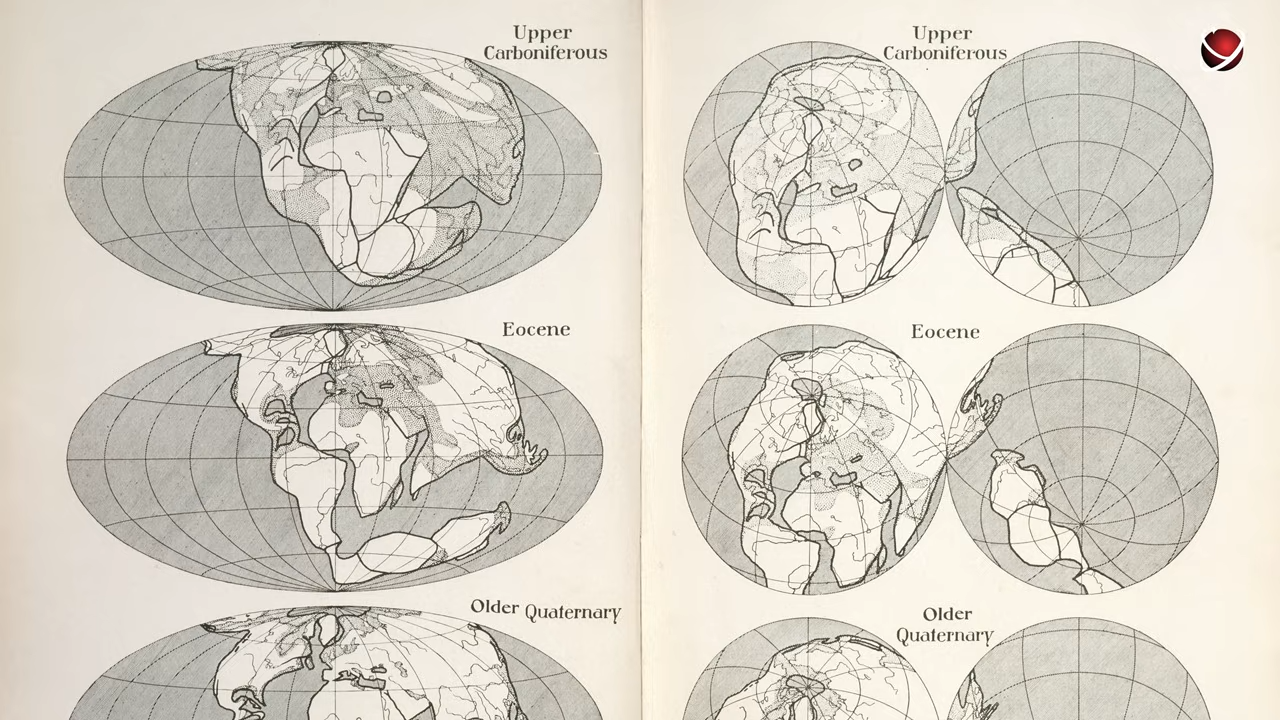 Upper
Carboniferous
Upper
Carboniferous
Eocene
Eocene
Older Quaternary
Older
Quaternary